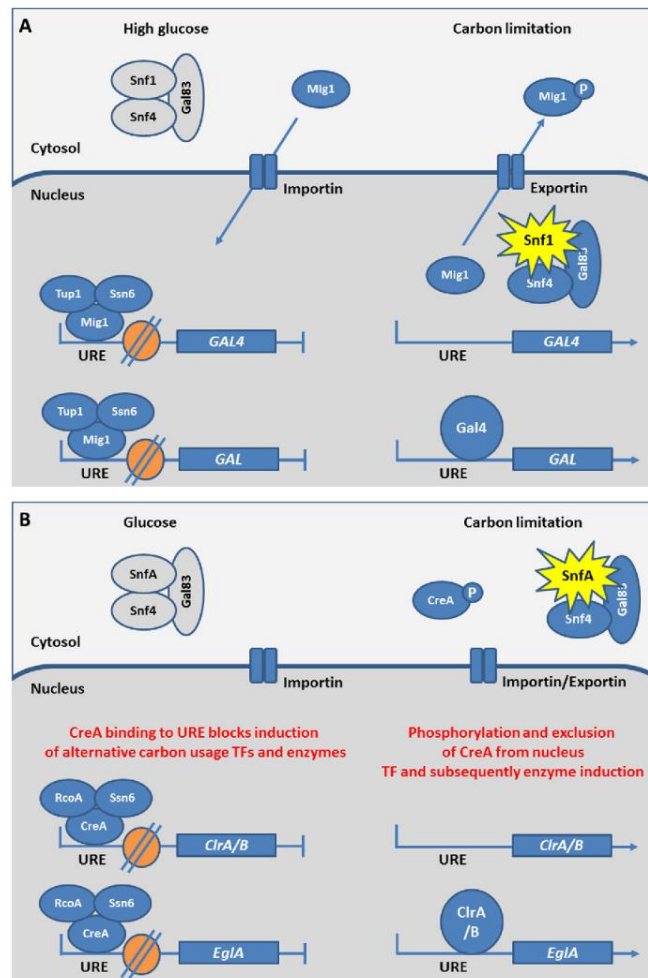 A
High glucose
Carbon limitation
Snf1
Snf4
Gal83
Mig1
Mig1
P
Cytosol
Nucleus
Importin
Exportin
Snf1
Snf4
Gal83
Mig1
Tup1
Ssn6
Mig1
URE
GAL4
URE
GAL4
Tup1
Ssn6
Mig1
URE
GAL
Gal4
URE
GAL
B
Glucose
Carbon limitation
SnfA
Snf4
Gal83
CreA
P
SnfA
Snf4
Gal83
Cytosol
Nucleus
Importin
Importin/Exportin
CreA binding to URE blocks induction
of alternative carbon usage TFs and enzymes
Phosphorylation and exclusion
of CreA from nucleus
TF and subsequently enzyme induction
RcoA
Ssn6
CreA
URE
ClrA/B
URE
ClrA/B
RcoA
Ssn6
CreA
URE
EglA
ClrA
/B
URE
EglA